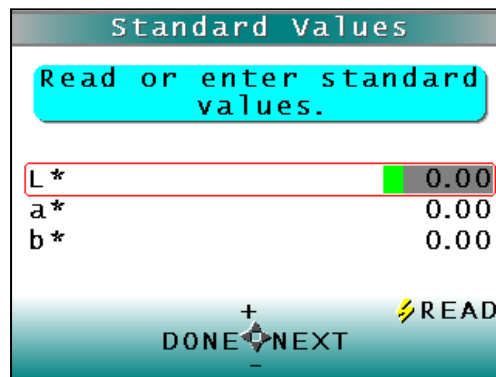 Standard Values
Read or enter standard
values.
L* 0.00
a* 0.00
b* 0.00
+ READ
DONE NEXT
-